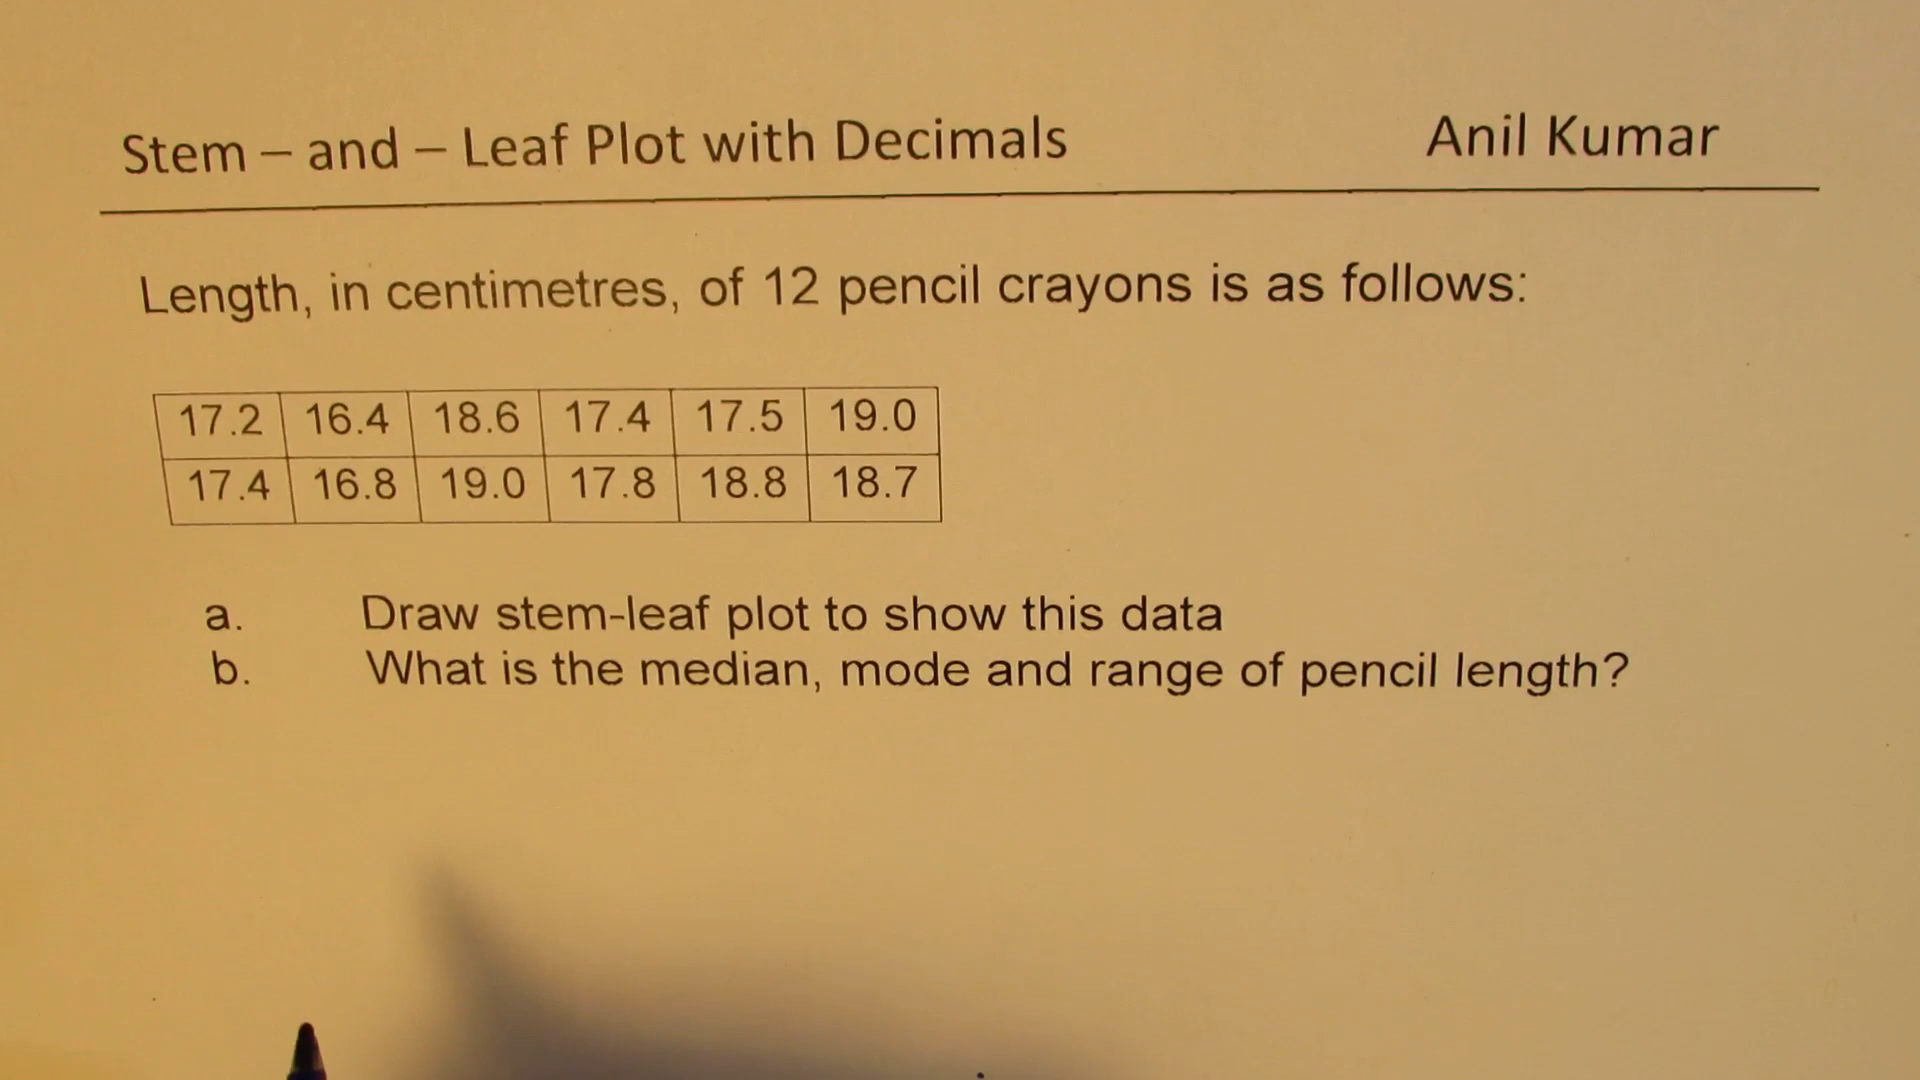 Stem – and – Leaf Plot with Decimals Anil Kumar
Length, in centimetres, of 12 pencil crayons is as follows:
17.2 16.4 18.6 17.4 17.5 19.0
17.4 16.8 19.0 17.8 18.8 18.7
a. Draw stem-leaf plot to show this data
b. What is the median, mode and range of pencil length?